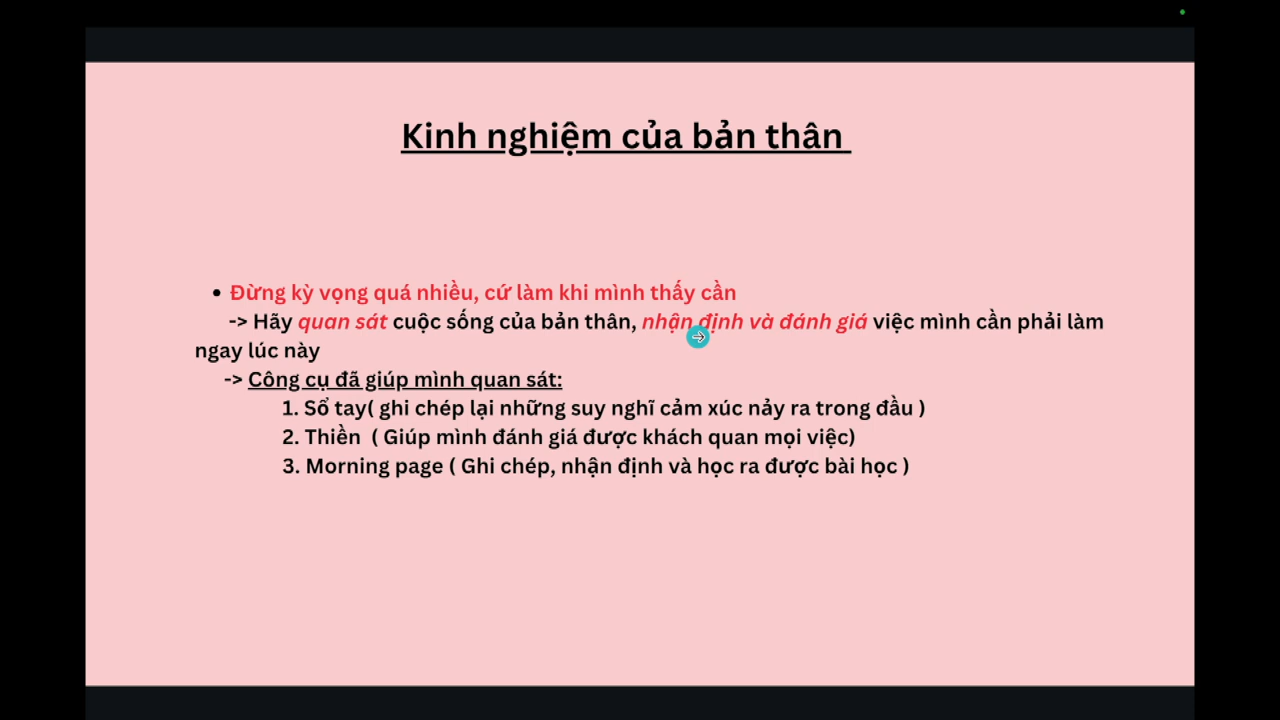 Kinh nghiệm của bản thân
• Đừng kỳ vọng quá nhiều, cứ làm khi mình thấy cần
-> Hãy quan sát cuộc sống của bản thân, nhận định và đánh giá việc mình cần phải làm
ngay lúc này
-> Công cụ đã giúp mình quan sát:
1. Sổ tay( ghi chép lại những suy nghĩ cảm xúc nảy ra trong đầu )
2. Thiền ( Giúp mình đánh giá được khách quan mọi việc)
3. Morning page ( Ghi chép, nhận định và học ra được bài học )